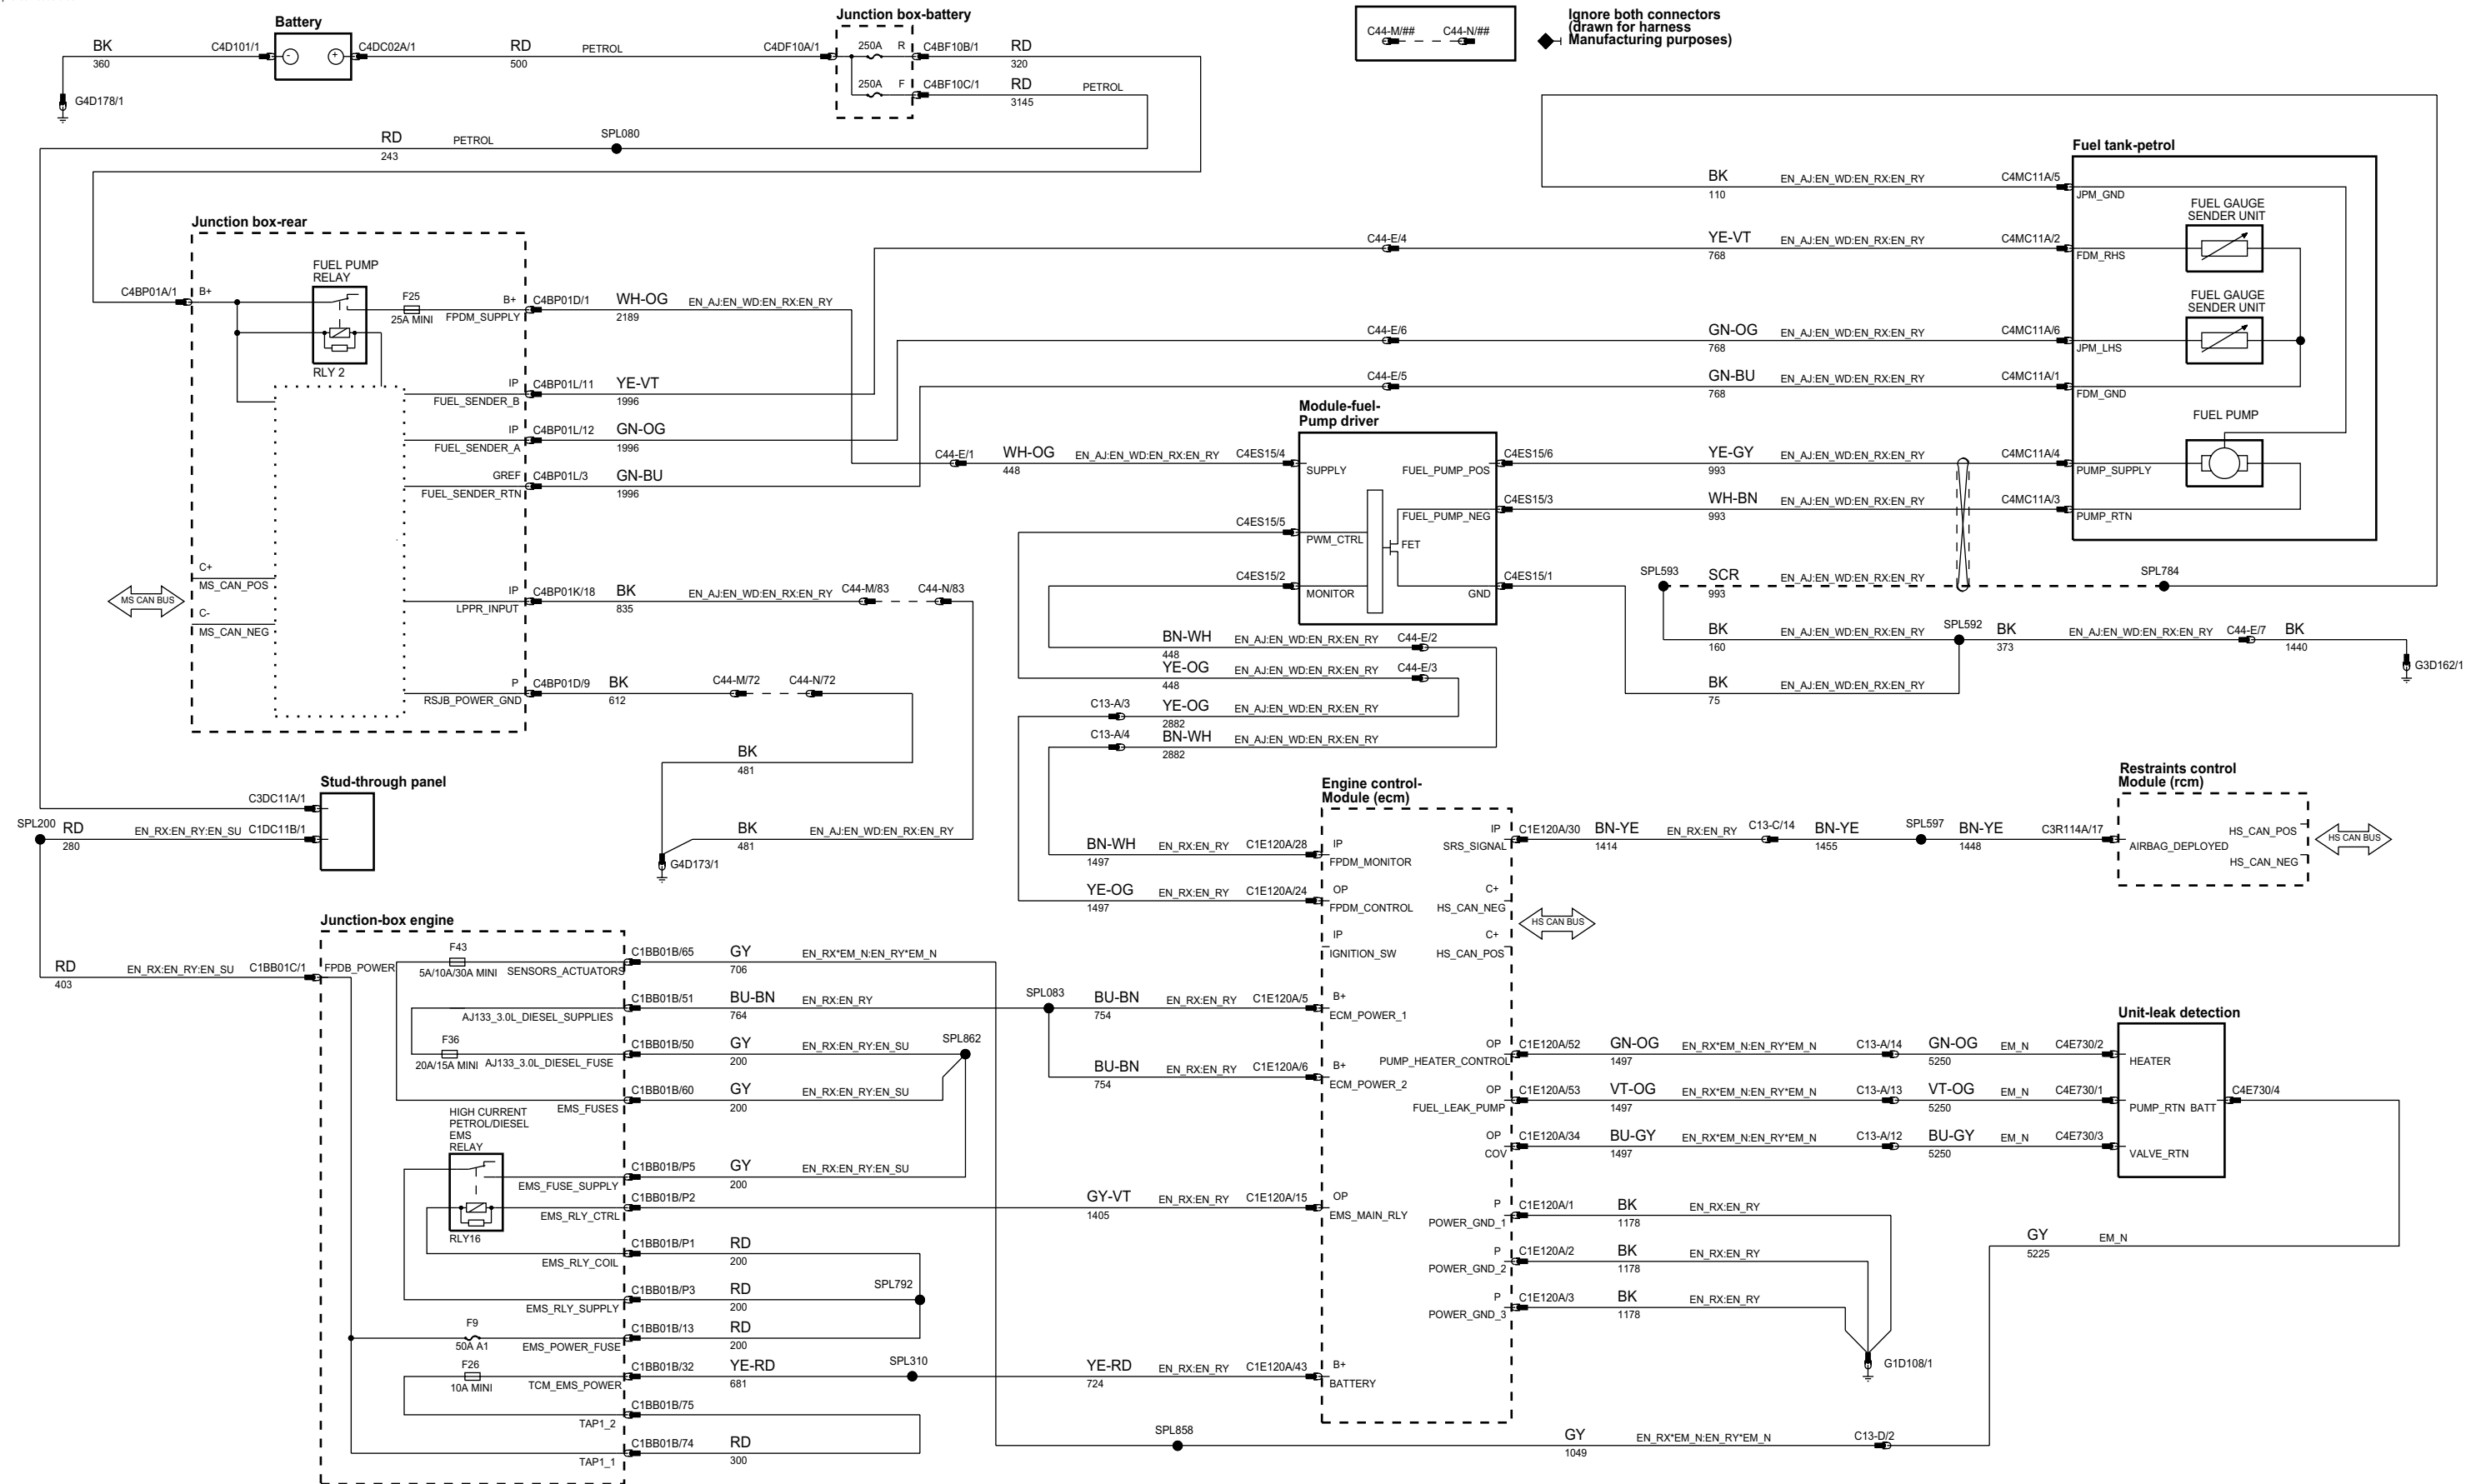 Battery
BK
360
C4D101/1
-
+
C4DC02A/1
RD
500
PETROL
G4D178/1
Junction box-battery
C4DF10A/1
250A R
C4BF10B/1
RD
320
250A F
C4BF10C/1
RD
3145
PETROL
RD
243
PETROL
SPL080
C44-M/## C44-N/##
Ignore both connectors
(drawn for harness
Manufacturing purposes)
Fuel tank-petrol
BK
110
EN_AJ:EN_WD:EN_RX:EN_RY
C4MC11A/5
JPM_GND
FUEL GAUGE
SENDER UNIT
C44-E/4
YE-VT
768
EN_AJ:EN_WD:EN_RX:EN_RY
C4MC11A/2
FDM_RHS
FUEL GAUGE
SENDER UNIT
C44-E/6
GN-OG
768
EN_AJ:EN_WD:EN_RX:EN_RY
C4MC11A/6
JPM_LHS
C44-E/5
GN-BU
768
EN_AJ:EN_WD:EN_RX:EN_RY
C4MC11A/1
FDM_GND
FUEL PUMP
YE-GY
993
EN_AJ:EN_WD:EN_RX:EN_RY
C4MC11A/4
PUMP_SUPPLY
WH-BN
993
EN_AJ:EN_WD:EN_RX:EN_RY
C4MC11A/3
PUMP_RTN
Junction box-rear
C4BP01A/1
B+
FUEL PUMP
RELAY
RLY 2
F25
25A MINI
B+
FPDM_SUPPLY
C4BP01D/1
WH-OG
2189
EN_AJ:EN_WD:EN_RX:EN_RY
IP
FUEL_SENDER_B
C4BP01L/11
YE-VT
1996
IP
FUEL_SENDER_A
C4BP01L/12
GN-OG
1996
GREF
FUEL_SENDER_RTN
C4BP01L/3
GN-BU
1996
C+
MS_CAN_POS
MS CAN BUS
C-
MS_CAN_NEG
IP
LPPR_INPUT
C4BP01K/18
BK
835
EN_AJ:EN_WD:EN_RX:EN_RY
C44-M/83 C44-N/83
P
RSJB_POWER_GND
C4BP01D/9
BK
612
C44-M/72 C44-N/72
BK
481
BK
481
EN_AJ:EN_WD:EN_RX:EN_RY
G4D173/1
Module-fuel-
Pump driver
C44-E/1
WH-OG
448
EN_AJ:EN_WD:EN_RX:EN_RY
C4ES15/4
SUPPLY
FUEL_PUMP_POS
C4ES15/6
FUEL_PUMP_NEG
C4ES15/3
C4ES15/5
PWM_CTRL
FET
C4ES15/2
MONITOR
GND
C4ES15/1
SPL593
SCR
993
EN_AJ:EN_WD:EN_RX:EN_RY
SPL784
BK
160
EN_AJ:EN_WD:EN_RX:EN_RY
SPL592
BK
373
EN_AJ:EN_WD:EN_RX:EN_RY
C44-E/7
BK
1440
G3D162/1
BK
75
EN_AJ:EN_WD:EN_RX:EN_RY
BN-WH
448
EN_AJ:EN_WD:EN_RX:EN_RY
C44-E/2
YE-OG
448
EN_AJ:EN_WD:EN_RX:EN_RY
C44-E/3
C13-A/3
YE-OG
2882
EN_AJ:EN_WD:EN_RX:EN_RY
C13-A/4
BN-WH
2882
EN_AJ:EN_WD:EN_RX:EN_RY
Stud-through panel
C3DC11A/1
SPL200
RD
280
EN_RX:EN_RY:EN_SU
C1DC11B/1
RD
403
EN_RX:EN_RY:EN_SU
C1BB01C/1
Engine control-
Module (ecm)
BN-WH
1497
EN_RX:EN_RY
C1E120A/28
IP
FPDM_MONITOR
YE-OG
1497
EN_RX:EN_RY
C1E120A/24
OP
FPDM_CONTROL
IP
IGNITION_SW
IP
SRS_SIGNAL
C1E120A/30
BN-YE
1414
EN_RX:EN_RY
C13-C/14
BN-YE
1455
SPL597
BN-YE
1448
C3R114A/17
Restraints control
Module (rcm)
AIRBAG_DEPLOYED
HS_CAN_POS
HS_CAN_NEG
HS CAN BUS
C+
HS_CAN_NEG
HS CAN BUS
C+
HS_CAN_POS
Junction-box engine
FPDB_POWER
F43
5A/10A/30A MINI
SENSORS_ACTUATORS
C1BB01B/65
GY
706
EN_RX*EM_N:EN_RY*EM_N
AJ133_3.0L_DIESEL_SUPPLIES
C1BB01B/51
BU-BN
764
EN_RX:EN_RY
SPL083
BU-BN
754
EN_RX:EN_RY
C1E120A/5
B+
ECM_POWER_1
F36
20A/15A MINI
AJ133_3.0L_DIESEL_FUSE
C1BB01B/50
GY
200
EN_RX:EN_RY:EN_SU
SPL862
BU-BN
754
EN_RX:EN_RY
C1E120A/6
B+
ECM_POWER_2
EMS_FUSES
C1BB01B/60
GY
200
EN_RX:EN_RY:EN_SU
HIGH CURRENT
PETROL/DIESEL
EMS
RELAY
RLY16
EMS_FUSE_SUPPLY
C1BB01B/P5
GY
200
EN_RX:EN_RY:EN_SU
EMS_RLY_CTRL
C1BB01B/P2
GY-VT
1405
EN_RX:EN_RY
C1E120A/15
OP
EMS_MAIN_RLY
EMS_RLY_COIL
C1BB01B/P1
RD
200
EMS_RLY_SUPPLY
C1BB01B/P3
RD
200
SPL792
F9
50A A1
EMS_POWER_FUSE
C1BB01B/13
RD
200
F26
10A MINI
TCM_EMS_POWER
C1BB01B/32
YE-RD
681
SPL310
YE-RD
724
EN_RX:EN_RY
C1E120A/43
B+
BATTERY
TAP1_2
C1BB01B/75
TAP1_1
C1BB01B/74
RD
300
Unit-leak detection
OP
PUMP_HEATER_CONTROL
C1E120A/52
GN-OG
1497
EN_RX*EM_N:EN_RY*EM_N
C13-A/14
GN-OG
5250
EM_N
C4E730/2
HEATER
OP
FUEL_LEAK_PUMP
C1E120A/53
VT-OG
1497
EN_RX*EM_N:EN_RY*EM_N
C13-A/13
VT-OG
5250
EM_N
C4E730/1
PUMP_RTN BATT
C4E730/4
OP
COV
C1E120A/34
BU-GY
1497
EN_RX*EM_N:EN_RY*EM_N
C13-A/12
BU-GY
5250
EM_N
C4E730/3
VALVE_RTN
P
POWER_GND_1
C1E120A/1
BK
1178
EN_RX:EN_RY
P
POWER_GND_2
C1E120A/2
BK
1178
EN_RX:EN_RY
P
POWER_GND_3
C1E120A/3
BK
1178
EN_RX:EN_RY
G1D108/1
GY
5225
EM_N
SPL858
GY
1049
EN_RX*EM_N:EN_RY*EM_N
C13-D/2